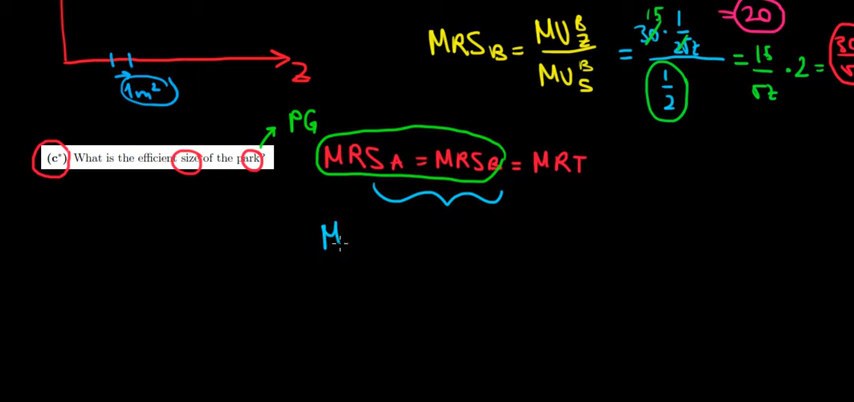 = 20
MRS_B = MU^B_Z / MU^B_S = 30 · 1/2√z / 1/2 = 15/√z · 2 =
15
Z
1m²
PG
(c*) What is the efficient size of the park?
MRS_A = MRS_B = MRT
M